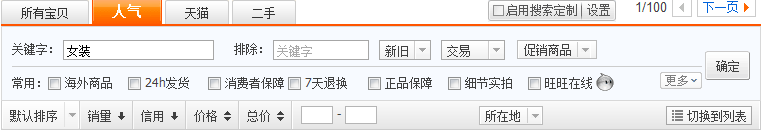 所有宝贝 人气 天猫 二手 启用搜索定制 设置 1/100 下一页
关键字： 女装 排除： 关键字 新旧 交易 促销商品 确定
常用： 海外商品 24h发货 消费者保障 7天退换 正品保障 细节实拍 旺旺在线 更多
默认排序 销量 信用 价格 总价 - 所在地 切换到列表